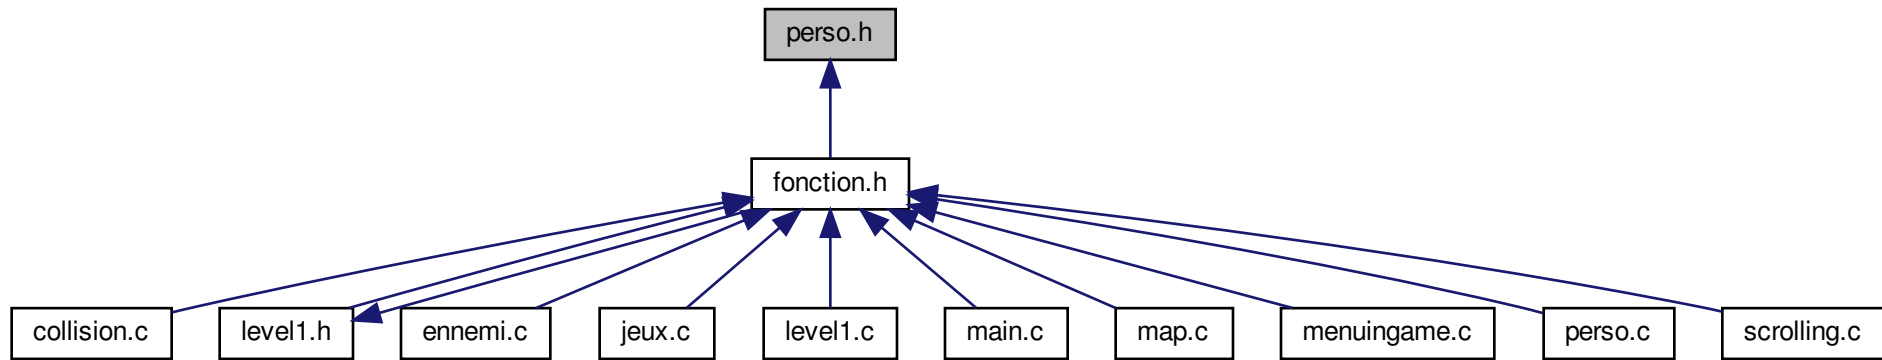 perso.h
fonction.h
collision.c
level1.h
ennemi.c
jeux.c
level1.c
main.c
map.c
menuingame.c
perso.c
scrolling.c